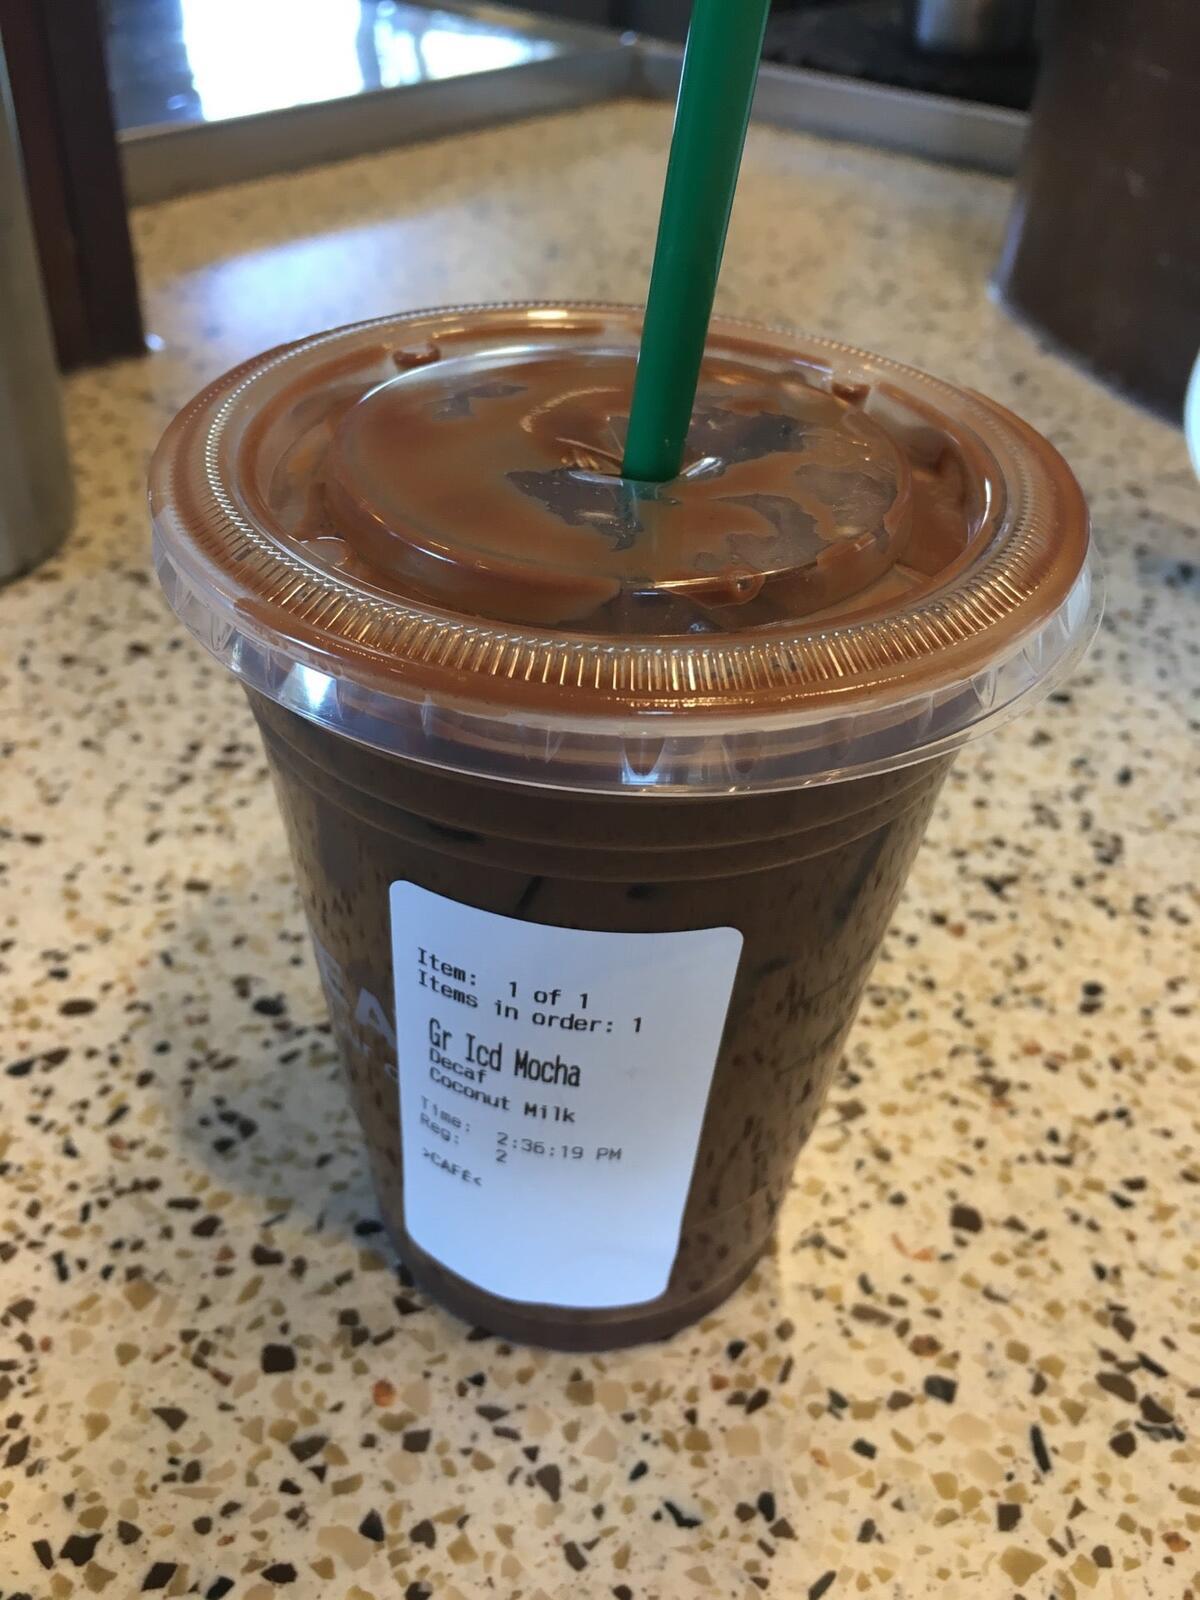 Item: 1 of 1
Items in order: 1
Gr Icd Mocha
Decaf
Coconut Milk
Time: 2:36:19 PM
Reg: 2
>CAFE<
EA